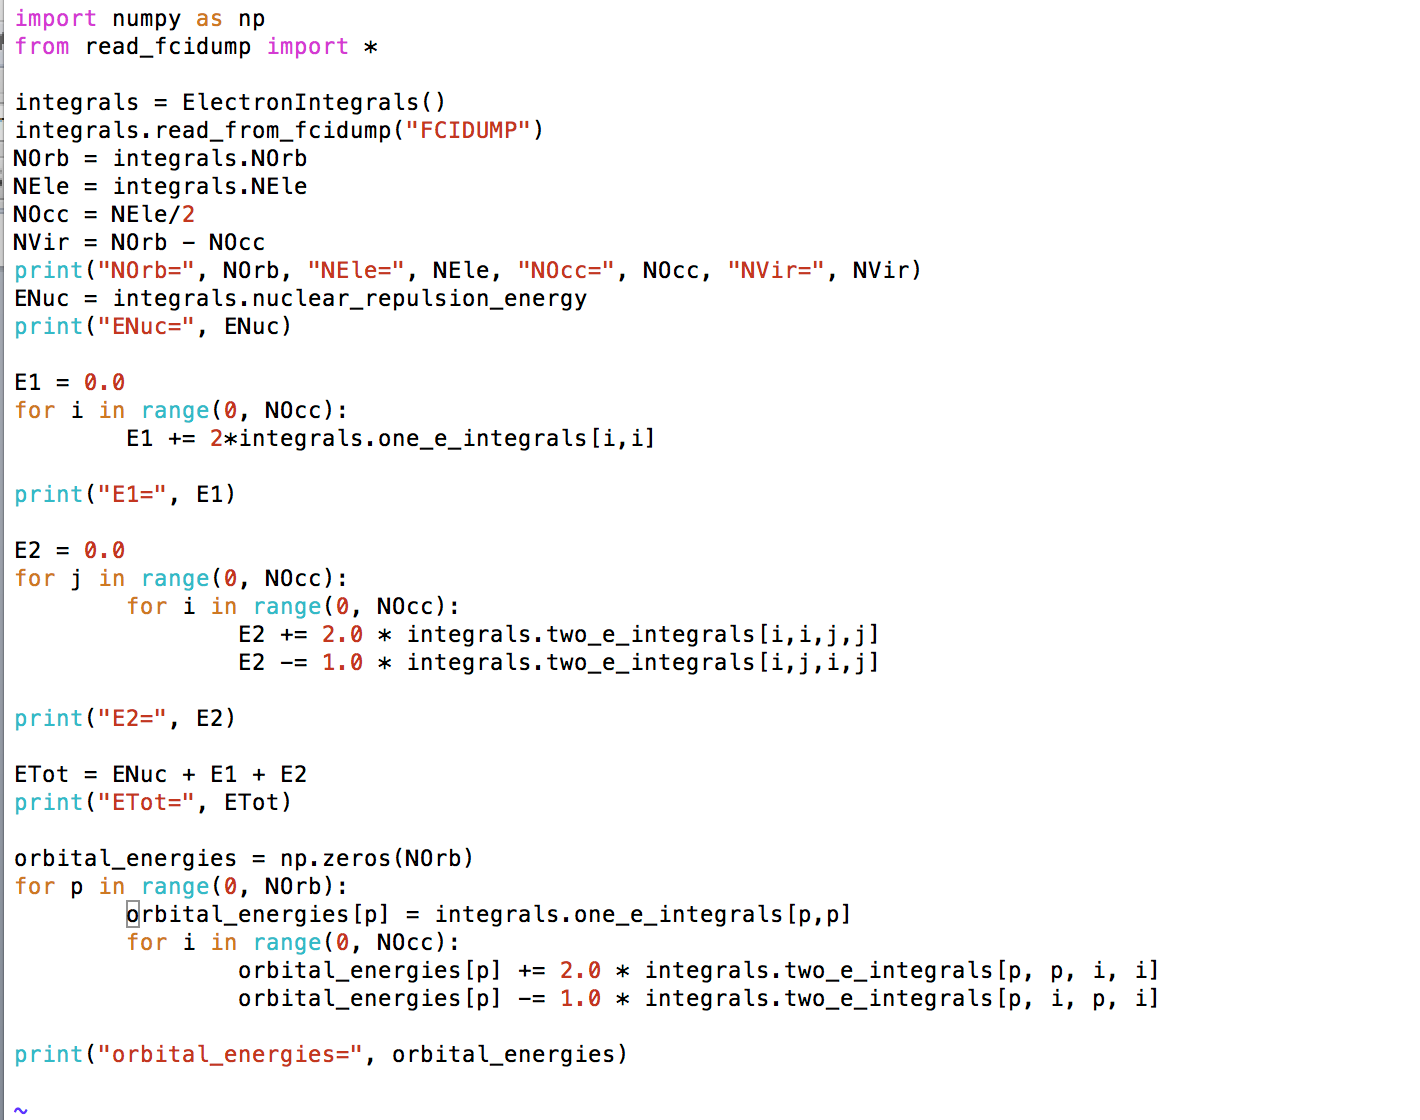 import numpy as np
from read_fcidump import *

integrals = ElectronIntegrals()
integrals.read_from_fcidump("FCIDUMP")
NOrb = integrals.NOrb
NEle = integrals.NEle
NOcc = NEle/2
NVir = NOrb - NOcc
print("NOrb=", NOrb, "NEle=", NEle, "NOcc=", NOcc, "NVir=", NVir)
ENuc = integrals.nuclear_repulsion_energy
print("ENuc=", ENuc)

E1 = 0.0
for i in range(0, NOcc):
        E1 += 2*integrals.one_e_integrals[i,i]

print("E1=", E1)

E2 = 0.0
for j in range(0, NOcc):
        for i in range(0, NOcc):
                E2 += 2.0 * integrals.two_e_integrals[i,i,j,j]
                E2 -= 1.0 * integrals.two_e_integrals[i,j,i,j]

print("E2=", E2)

ETot = ENuc + E1 + E2
print("ETot=", ETot)

orbital_energies = np.zeros(NOrb)
for p in range(0, NOrb):
        orbital_energies[p] = integrals.one_e_integrals[p,p]
        for i in range(0, NOcc):
                orbital_energies[p] += 2.0 * integrals.two_e_integrals[p, p, i, i]
                orbital_energies[p] -= 1.0 * integrals.two_e_integrals[p, i, p, i]

print("orbital_energies=", orbital_energies)

~